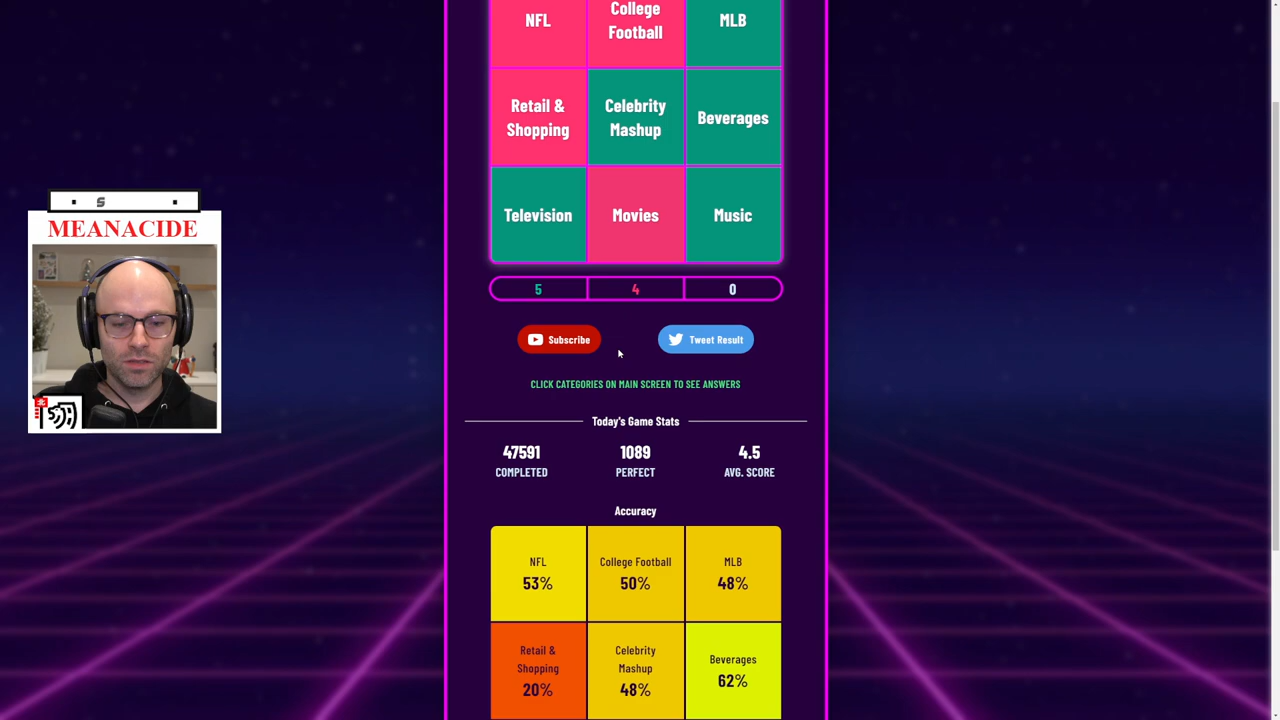 NFL
College
Football
MLB
Retail &
Shopping
Celebrity
Mashup
Beverages
Television
Movies
Music
5
4
0
S
MEANACIDE
Subscribe
Tweet Result
CLICK CATEGORIES ON MAIN SCREEN TO SEE ANSWERS
Today's Game Stats
47591
1089
4.5
COMPLETED
PERFECT
AVG. SCORE
Accuracy
NFL
53%
College Football
50%
MLB
48%
Retail &
Shopping
20%
Celebrity
Mashup
48%
Beverages
62%